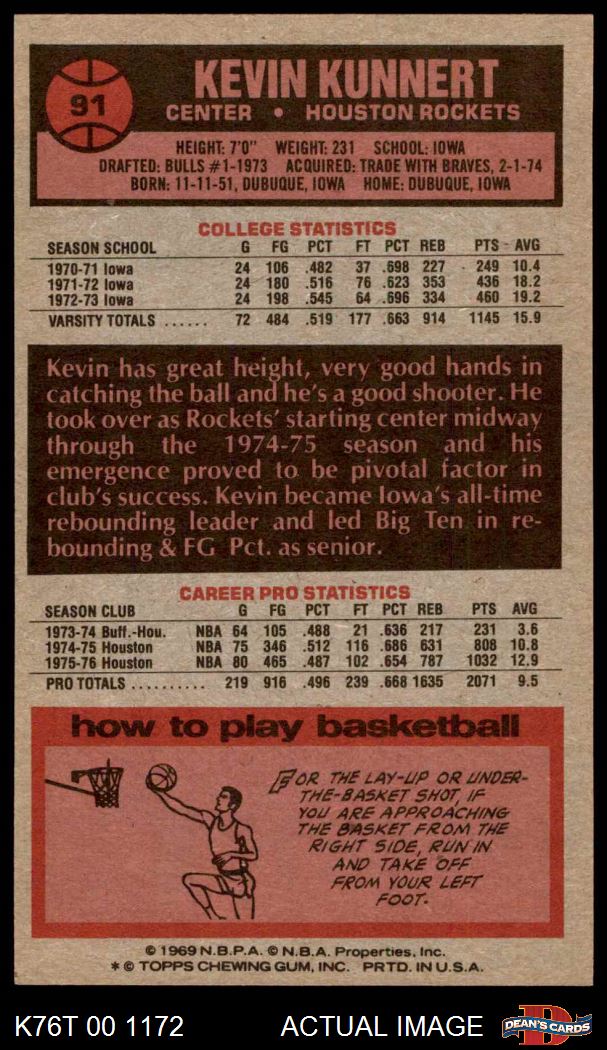 91
KEVIN KUNNERT
CENTER • HOUSTON ROCKETS
HEIGHT: 7'0" WEIGHT: 231 SCHOOL: IOWA
DRAFTED: BULLS #1-1973 ACQUIRED: TRADE WITH BRAVES, 2-1-74
BORN: 11-11-51, DUBUQUE, IOWA HOME: DUBUQUE, IOWA
COLLEGE STATISTICS
SEASON SCHOOL G FG PCT FT PCT REB PTS AVG
1970-71 Iowa 24 106 .482 37 .698 227 249 10.4
1971-72 Iowa 24 180 .516 76 .623 353 436 18.2
1972-73 Iowa 24 198 .545 64 .696 334 460 19.2
VARSITY TOTALS ...... 72 484 .519 177 .663 914 1145 15.9
Kevin has great height, very good hands in
catching the ball and he's a good shooter. He
took over as Rockets' starting center midway
through the 1974-75 season and his
emergence proved to be pivotal factor in
club's success. Kevin became Iowa's all-time
rebounding leader and led Big Ten in re-
bounding & FG Pct. as senior.
CAREER PRO STATISTICS
SEASON CLUB G FG PCT FT PCT REB PTS AVG
1973-74 Buff.-Hou. NBA 64 105 .488 21 .636 217 231 3.6
1974-75 Houston NBA 75 346 .512 116 .686 631 808 10.8
1975-76 Houston NBA 80 465 .487 102 .654 787 1032 12.9
PRO TOTALS .......... 219 916 .496 239 .668 1635 2071 9.5
how to play basketball
FOR THE LAY-UP OR UNDER-
THE-BASKET SHOT, IF
YOU ARE APPROACHING
THE BASKET FROM THE
RIGHT SIDE, RUN IN
AND TAKE OFF
FROM YOUR LEFT
FOOT.
© 1969 N.B.P.A. © N.B.A. Properties, Inc.
* © TOPPS CHEWING GUM, INC. PRTD. IN U.S.A.
K76T 00 1172 ACTUAL IMAGE
D
DEAN'S CARDS